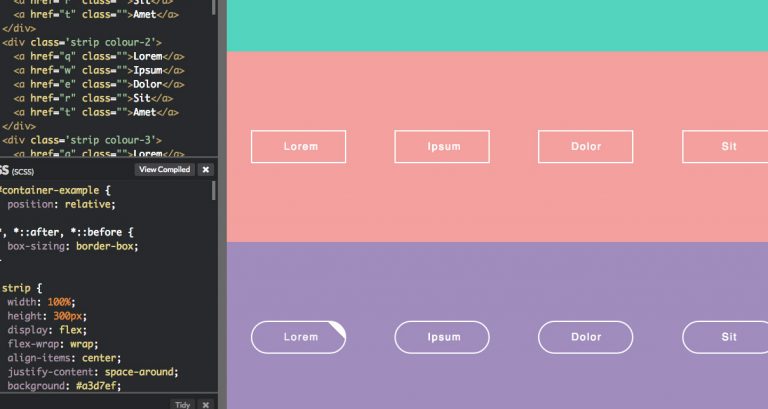 <a href="r" class="">Sit</a>
<a href="t" class="">Amet</a>
</div>
<div class='strip colour-2'>
<a href="q" class="">Lorem</a>
<a href="w" class="">Ipsum</a>
<a href="e" class="">Dolor</a>
<a href="r" class="">Sit</a>
<a href="t" class="">Amet</a>
</div>
<div class='strip colour-3'>
<a href="q" class="">Lorem</a>
SS (SCSS) View Compiled ×
#container-example {
position: relative;
*, *::after, *::before {
box-sizing: border-box;
}
strip {
width: 100%;
height: 300px;
display: flex;
flex-wrap: wrap;
align-items: center;
justify-content: space-around;
background: #a3d7ef;
Tidy ×
Lorem Ipsum Dolor Sit
Lorem Ipsum Dolor Sit